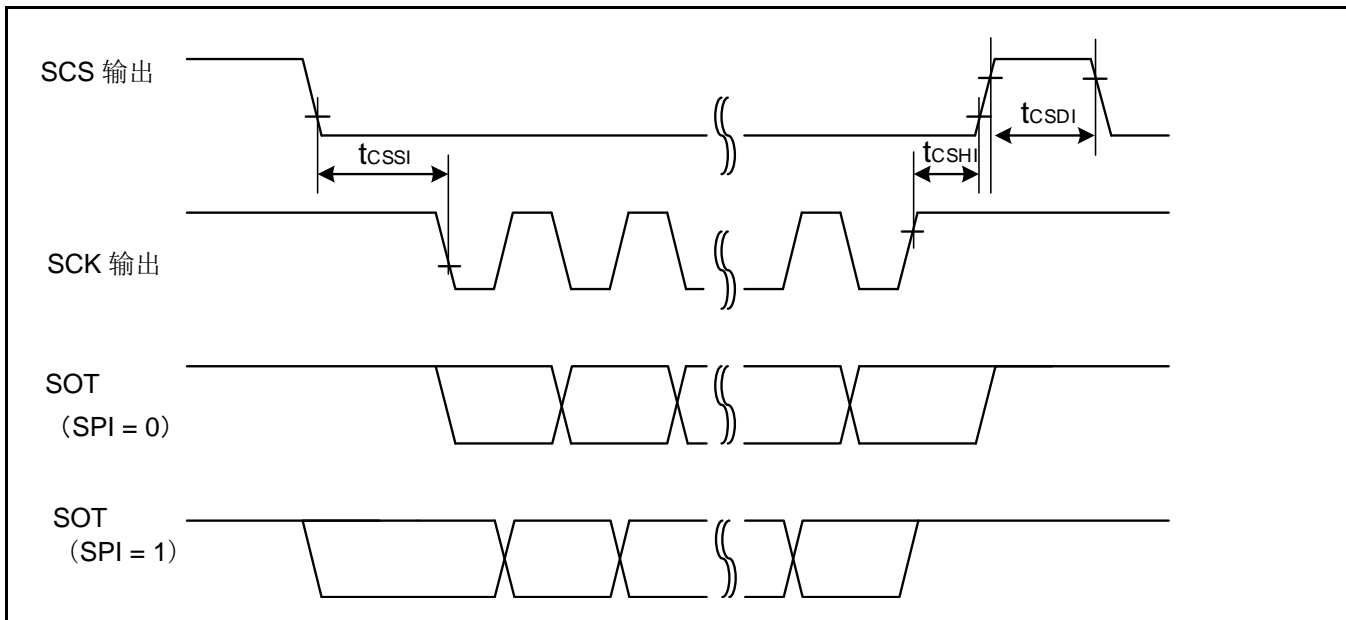 SCS 输出
tCSDI
tCSSI
tCSHI
SCK 输出
SOT
（SPI = 0）
SOT
（SPI = 1）